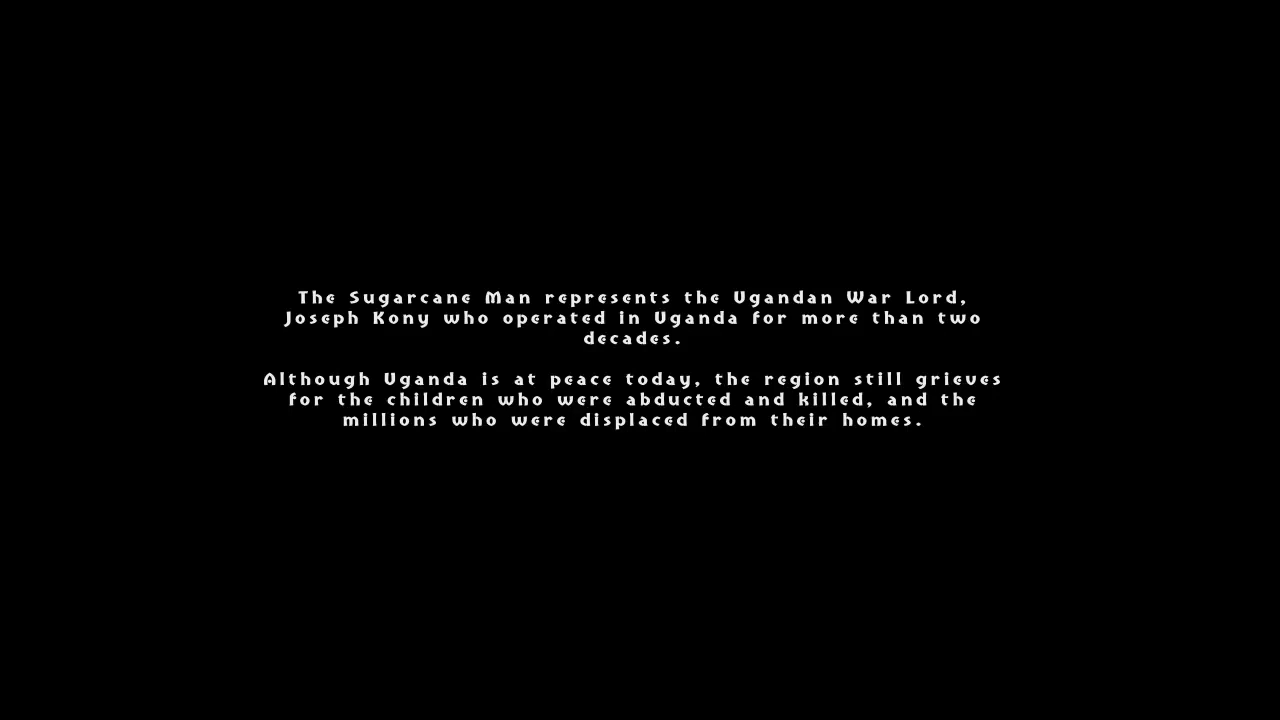 The Sugarcane Man represents the Ugandan War Lord,
Joseph Kony who operated in Uganda for more than two
decades.
Although Uganda is at peace today, the region still grieves
for the children who were abducted and killed, and the
millions who were displaced from their homes.